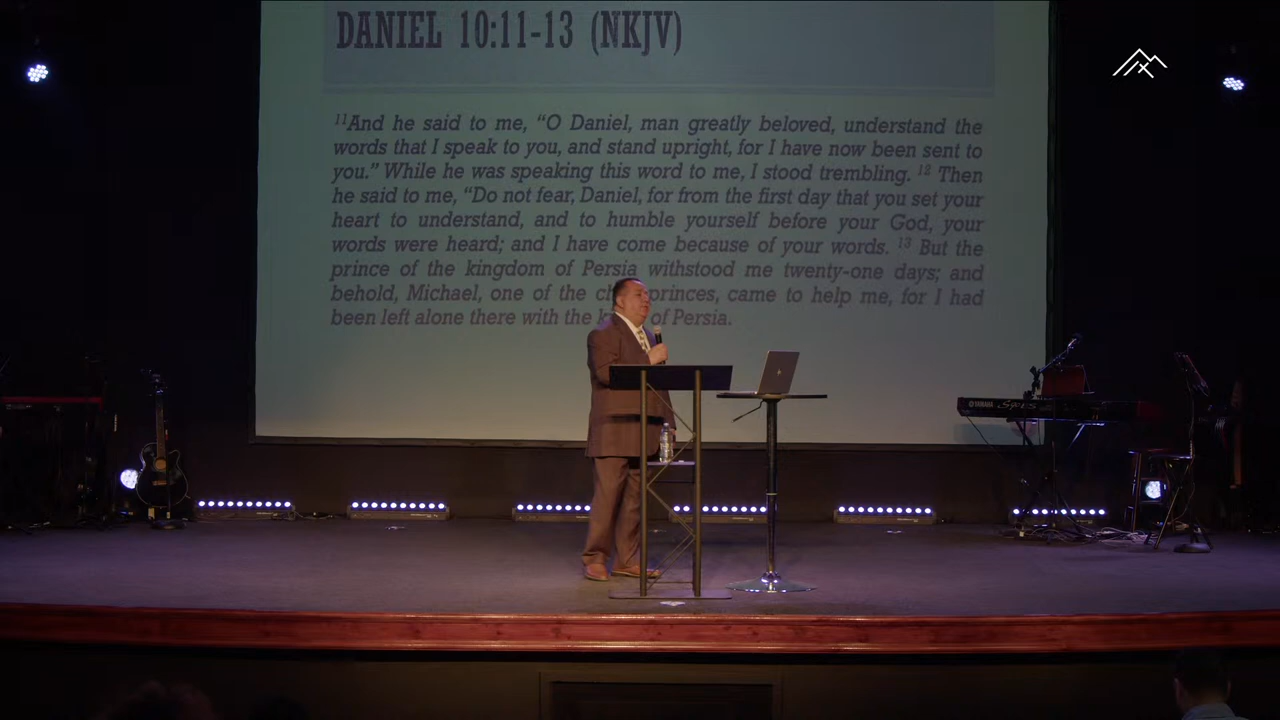 DANIEL 10:11-13 (NKJV)
11And he said to me, “O Daniel, man greatly beloved, understand the
words that I speak to you, and stand upright, for I have now been sent to
you.” While he was speaking this word to me, I stood trembling. 12 Then
he said to me, “Do not fear, Daniel, for from the first day that you set your
heart to understand, and to humble yourself before your God, your
words were heard; and I have come because of your words. 13 But the
prince of the kingdom of Persia withstood me twenty-one days; and
behold, Michael, one of the princes, came to help me, for I had
been left alone there with the of Persia.
YAMAHA